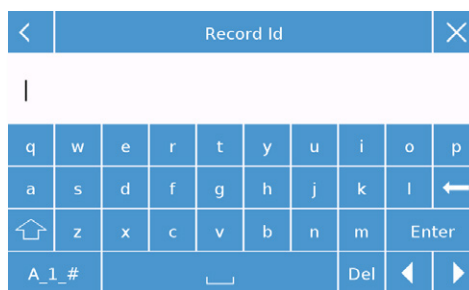 Record Id
q w e r t y u i o p
a s d f g h j k l
z x c v b n m Enter
A_1_# Del